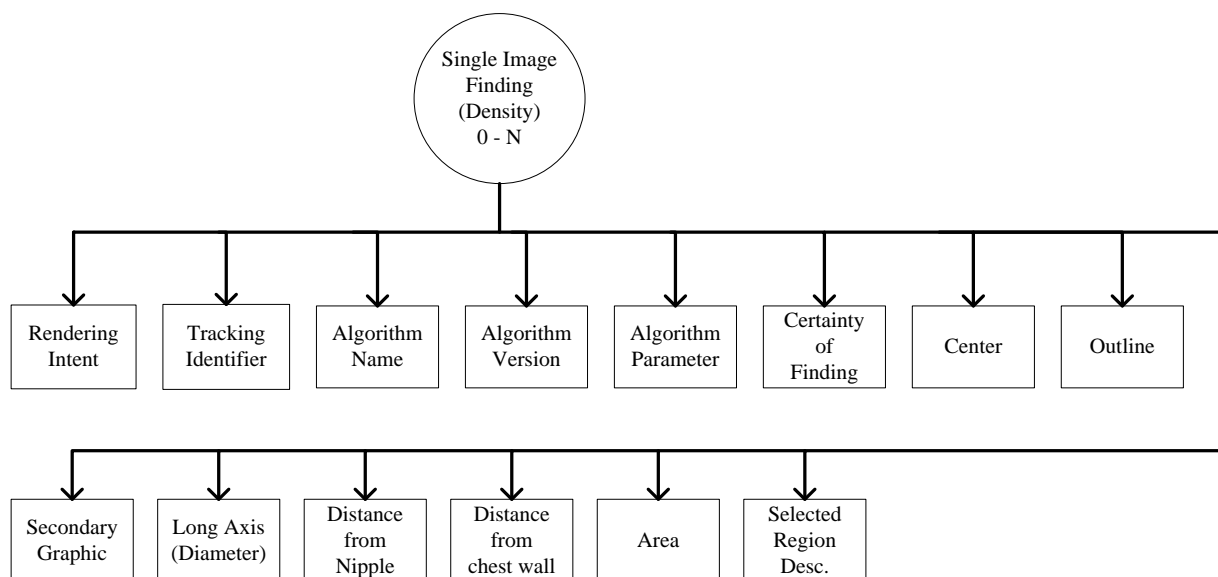 Single Image
Finding
(Density)
0 - N
Rendering
Intent
Tracking
Identifier
Algorithm
Name
Algorithm
Version
Algorithm
Parameter
Certainty
of
Finding
Center
Outline
Secondary
Graphic
Long Axis
(Diameter)
Distance
from
Nipple
Distance
from
chest wall
Area
Selected
Region
Desc.